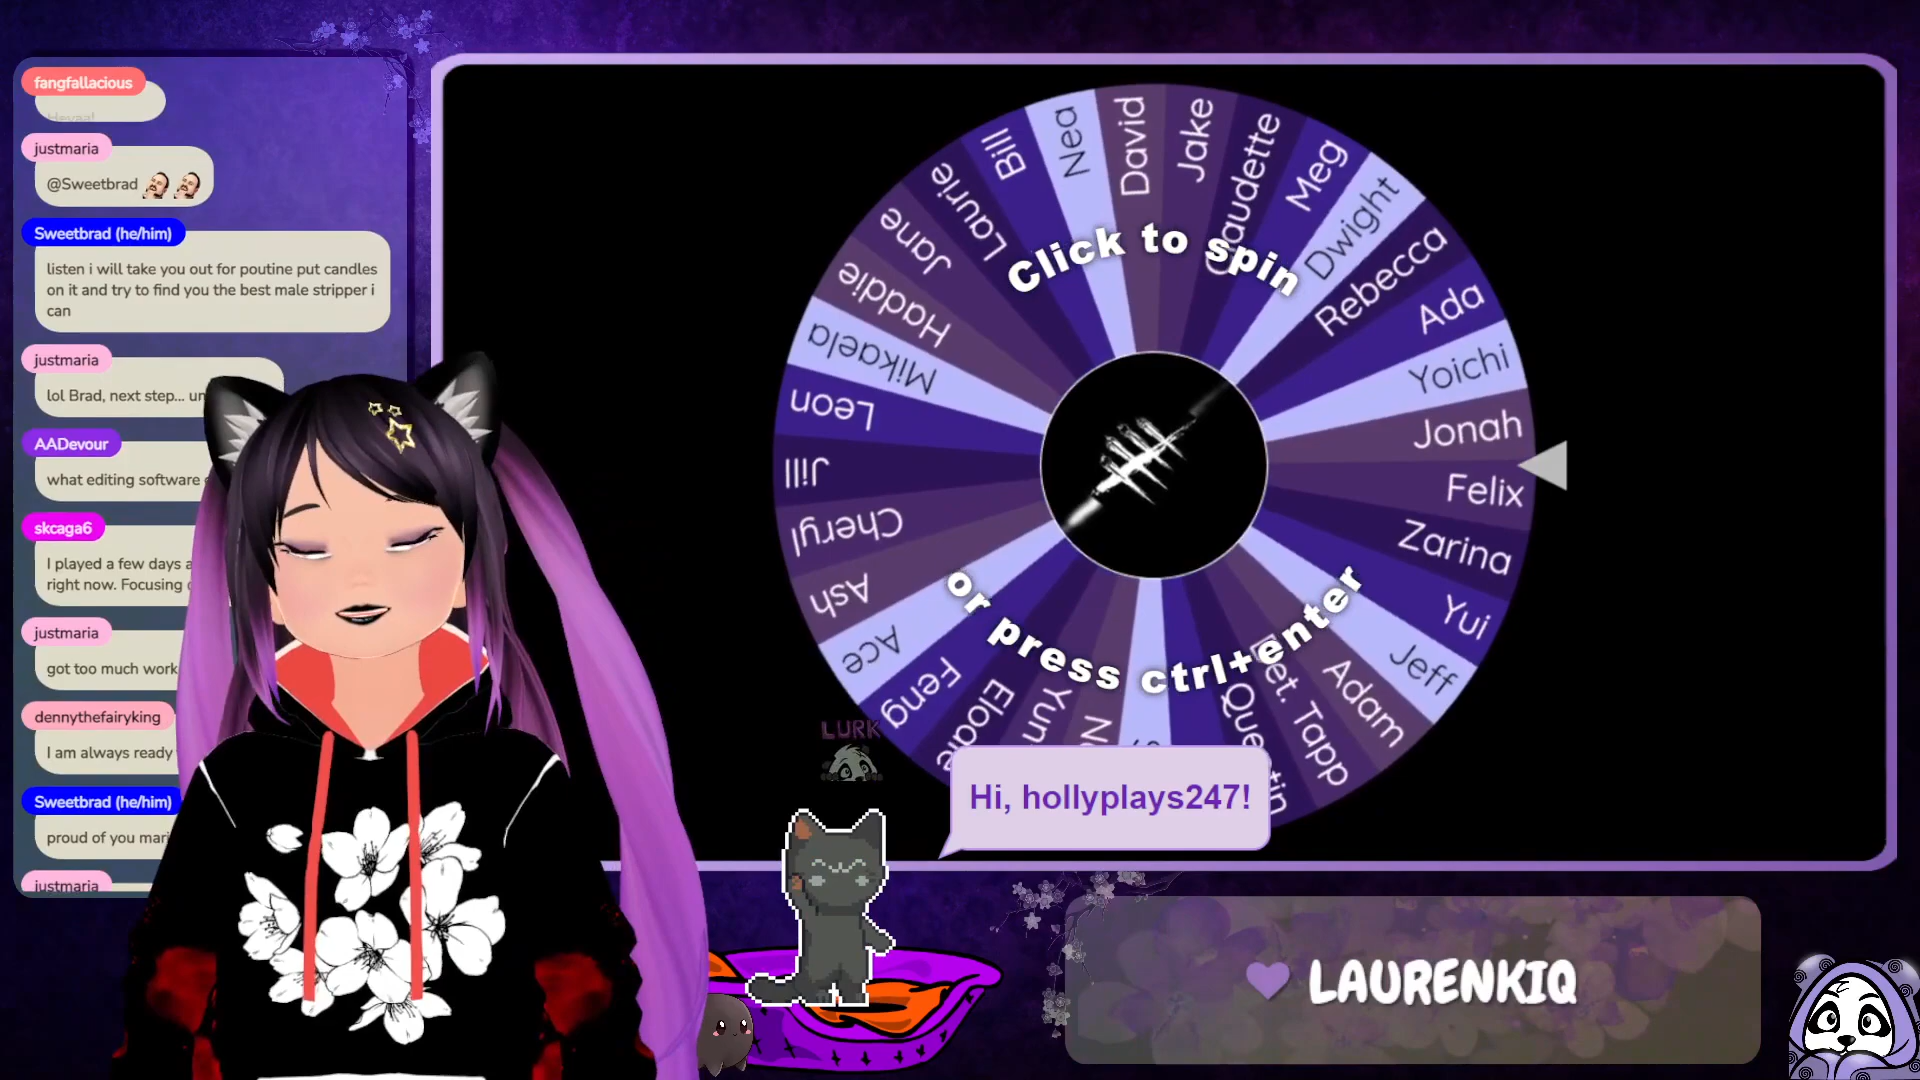 fangfallacious
Heyaa!
justmaria
@Sweetbrad
Sweetbrad (he/him)
listen i will take you out for poutine put candles
on it and try to find you the best male stripper i
can
justmaria
lol Brad, next step...
AADevour
what editing software
skcaga6
I played a few days
right now. Focusing
justmaria
got too much work
dennythefairyking
I am always ready
Sweetbrad (he/him)
proud of you
justmaria
Nea
David
Jake
Claudette
Meg
Dwight
Rebecca
Ada
Yoichi
Jonah
Felix
Zarina
Yui
Jeff
Adam
Det. Tapp
Feng
Ace
Ash
Cheryl
Jill
Leon
Mikaela
Haddie
Jane
Laurie
Bill
Click to spin
or press ctrl+enter
LURK
Hi, hollyplays247!
LAURENKIQ